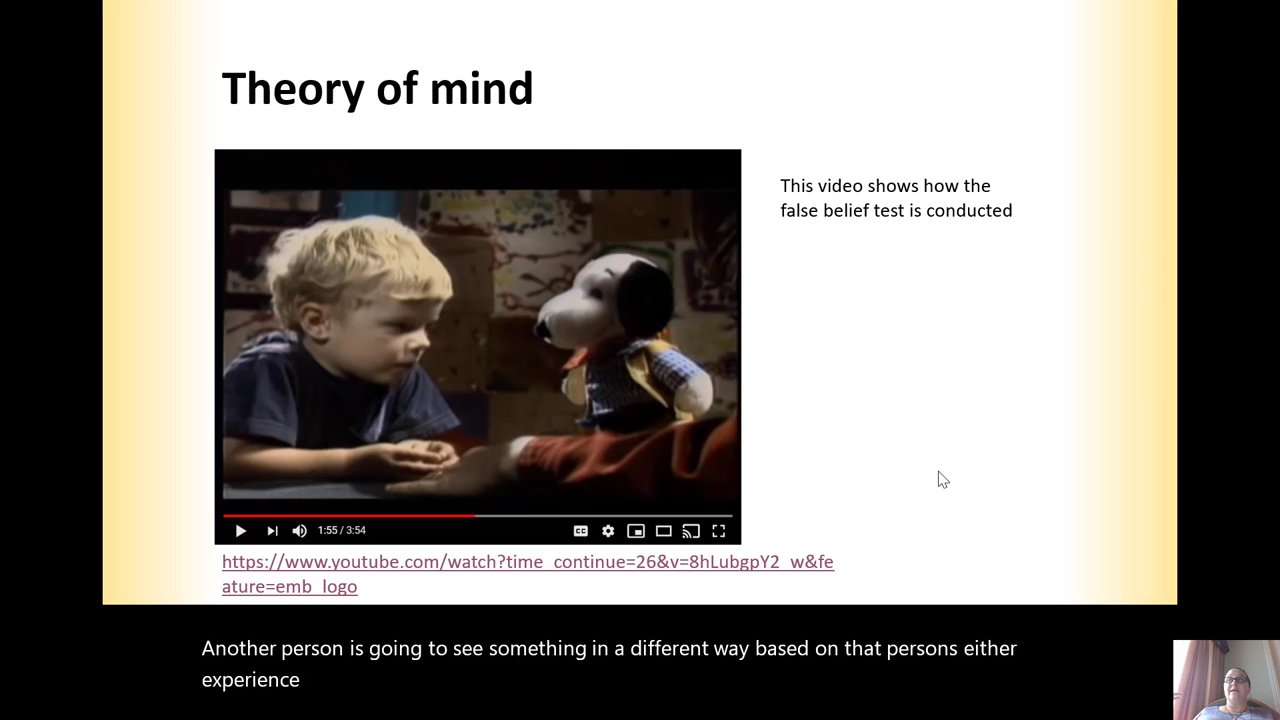 Theory of mind
This video shows how the
false belief test is conducted
1:55 / 3:54
CC
https://www.youtube.com/watch?time_continue=26&v=8hLubgpY2_w&fe
ature=emb_logo
Another person is going to see something in a different way based on that persons either
experience